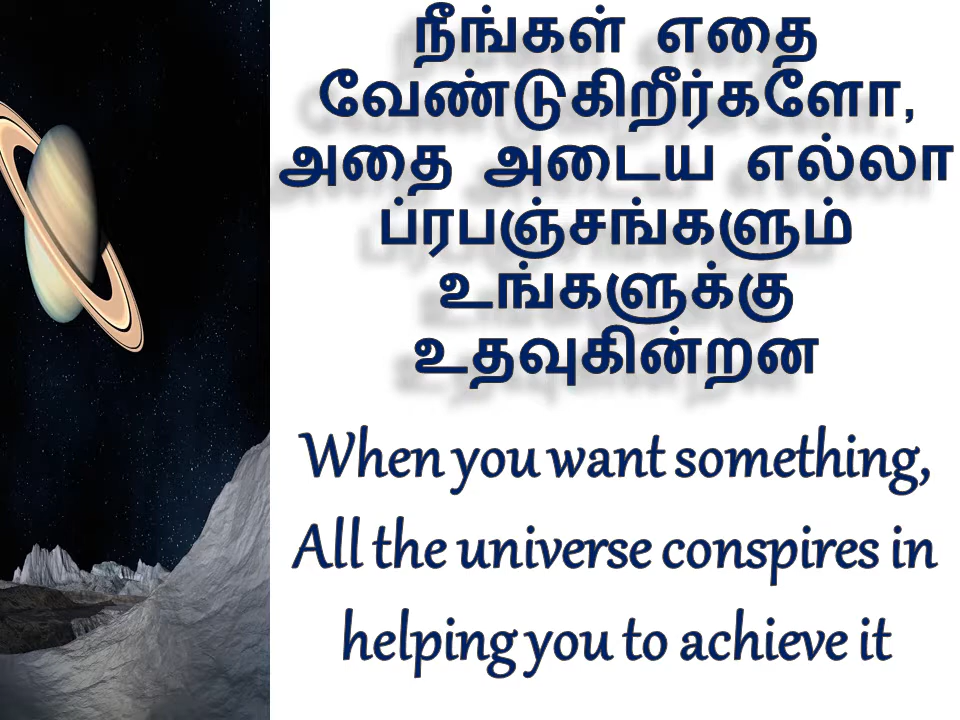 நீங்கள் எதை
வேண்டுகிறீர்களோ,
அதை அடைய எல்லா
ப்ரபஞ்சங்களும்
உங்களுக்கு
உதவுகின்றன
When you want something,
All the universe conspires in
helping you to achieve it